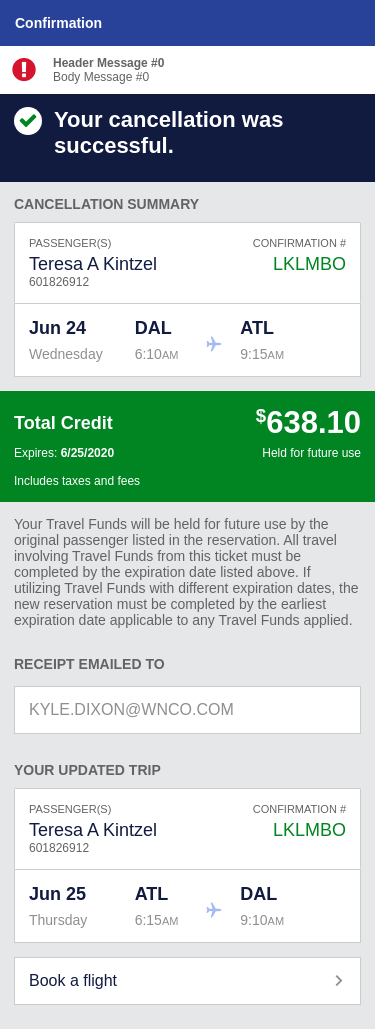 Confirmation
Header Message #0
Body Message #0
Your cancellation was
successful.
CANCELLATION SUMMARY
PASSENGER(S) CONFIRMATION #
Teresa A Kintzel LKLMBO
601826912
Jun 24 DAL ATL
Wednesday 6:10AM 9:15AM
Total Credit $638.10
Expires: 6/25/2020 Held for future use
Includes taxes and fees
Your Travel Funds will be held for future use by the
original passenger listed in the reservation. All travel
involving Travel Funds from this ticket must be
completed by the expiration date listed above. If
utilizing Travel Funds with different expiration dates, the
new reservation must be completed by the earliest
expiration date applicable to any Travel Funds applied.
RECEIPT EMAILED TO
KYLE.DIXON@WNCO.COM
YOUR UPDATED TRIP
PASSENGER(S) CONFIRMATION #
Teresa A Kintzel LKLMBO
601826912
Jun 25 ATL DAL
Thursday 6:15AM 9:10AM
Book a flight